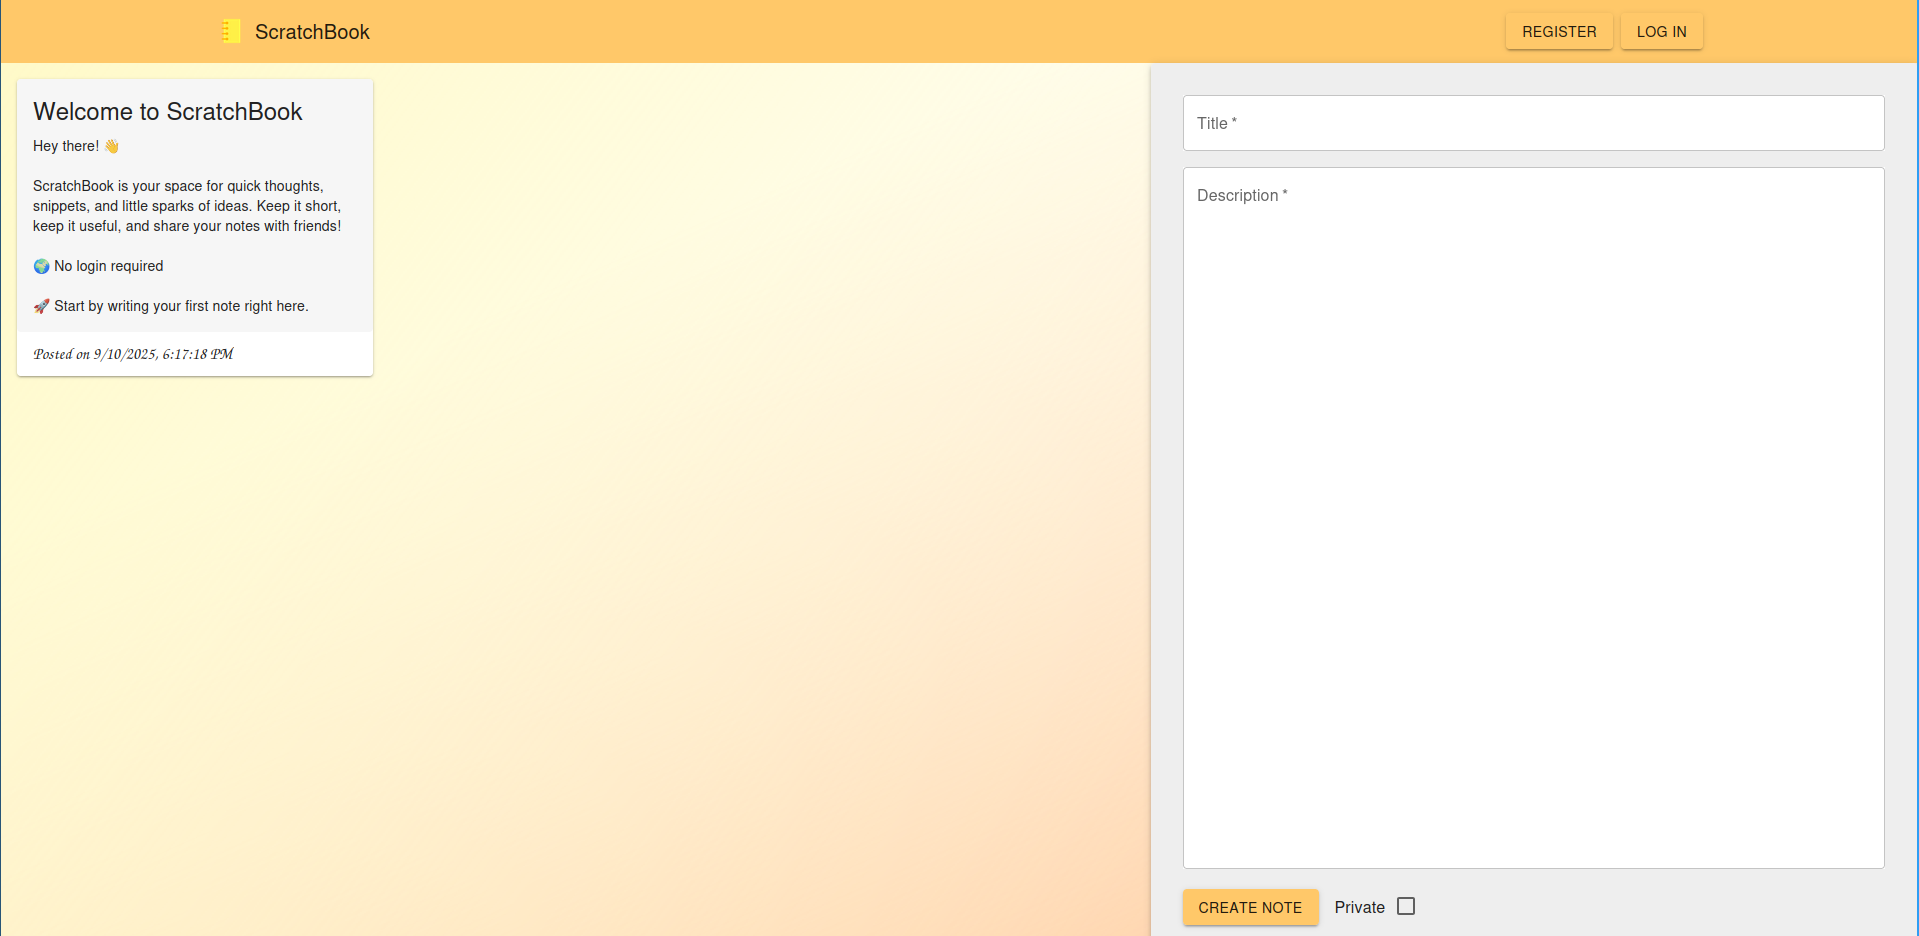 ScratchBook
REGISTER
LOG IN
Welcome to ScratchBook
Hey there! 👋
ScratchBook is your space for quick thoughts,
snippets, and little sparks of ideas. Keep it short,
keep it useful, and share your notes with friends!
🌍 No login required
🚀 Start by writing your first note right here.
Posted on 9/10/2025, 6:17:18 PM
Title *
Description *
CREATE NOTE
Private